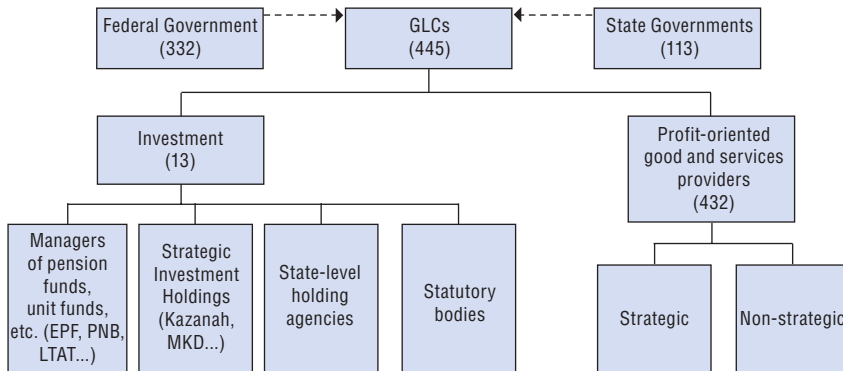 Federal Government
(332)
GLCs
(445)
State Governments
(113)
Investment
(13)
Profit-oriented
good and services
providers
(432)
Managers
of pension
funds,
unit funds,
etc. (EPF, PNB,
LTAT...)
Strategic
Investment
Holdings
(Kazanah,
MKD...)
State-level
holding
agencies
Statutory
bodies
Strategic
Non-strategic